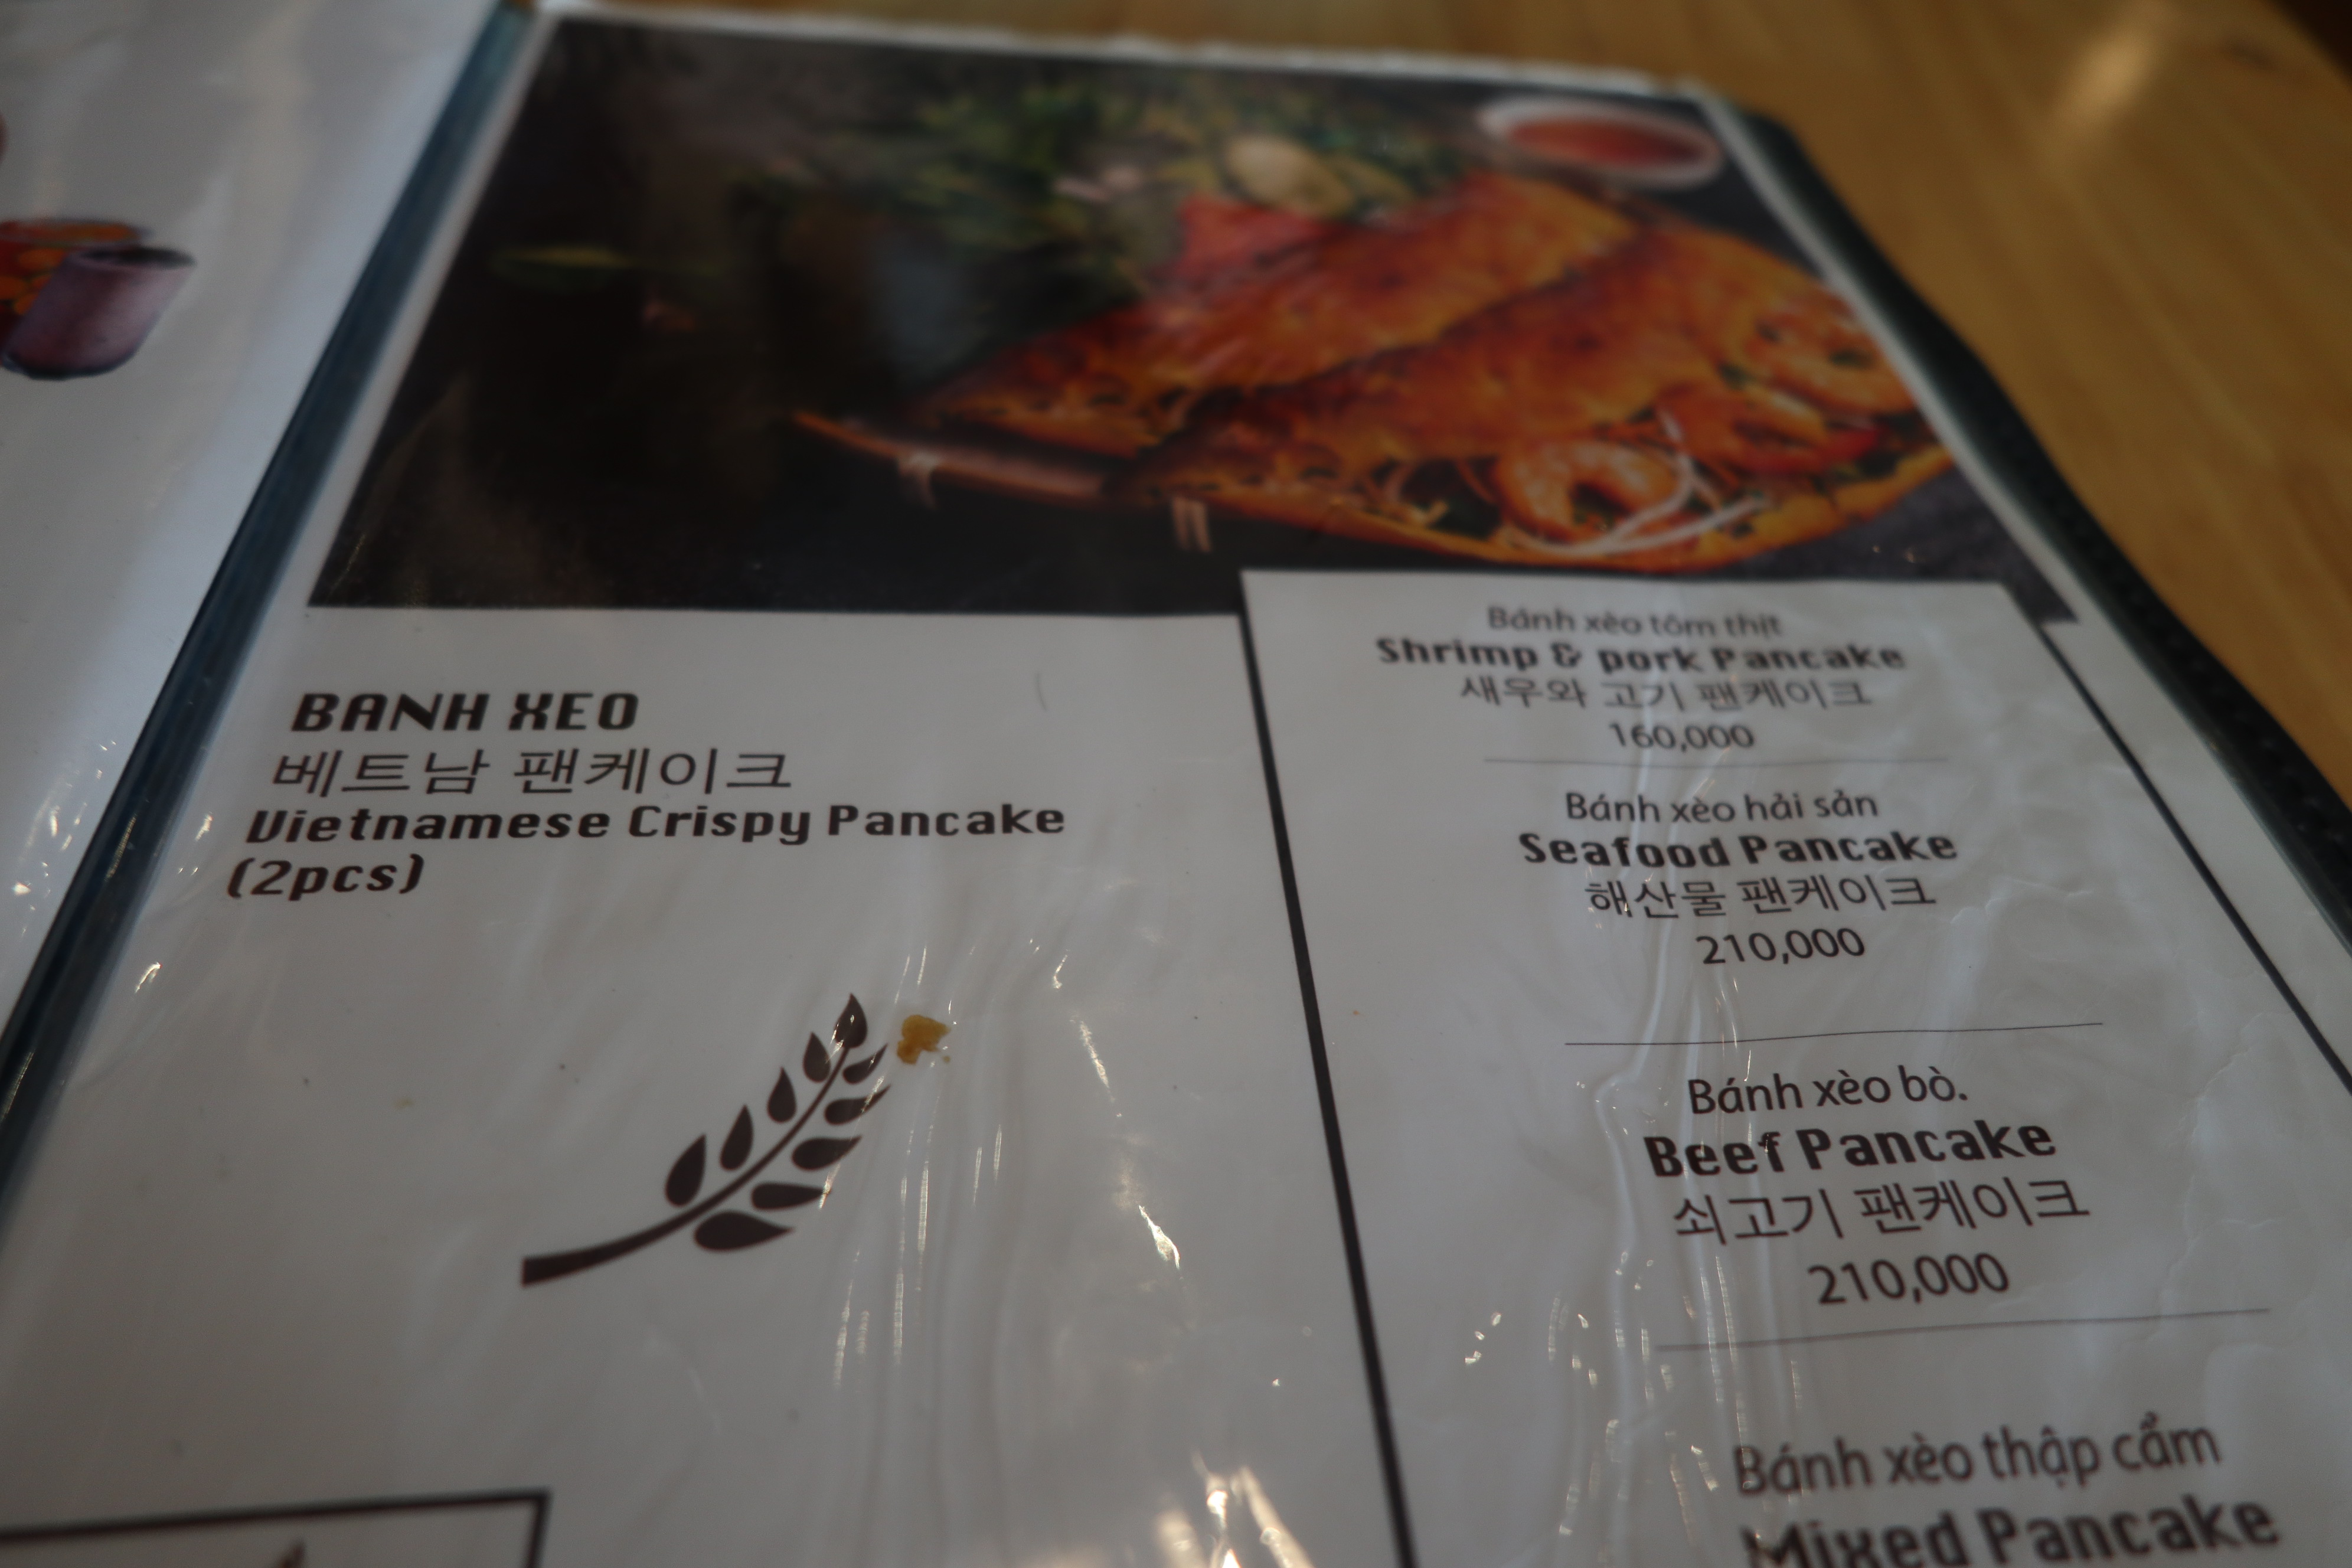 BANH XEO
베트남 팬케이크
Vietnamese Crispy Pancake
(2pcs)
Bánh xèo tôm thịt
Shrimp & pork Pancake
새우와 고기 팬케이크
160,000
Bánh xèo hải sản
Seafood Pancake
해산물 팬케이크
210,000
Bánh xèo bò.
Beef Pancake
쇠고기 팬케이크
210,000
Bánh xèo thập cẩm
Mixed Pancake